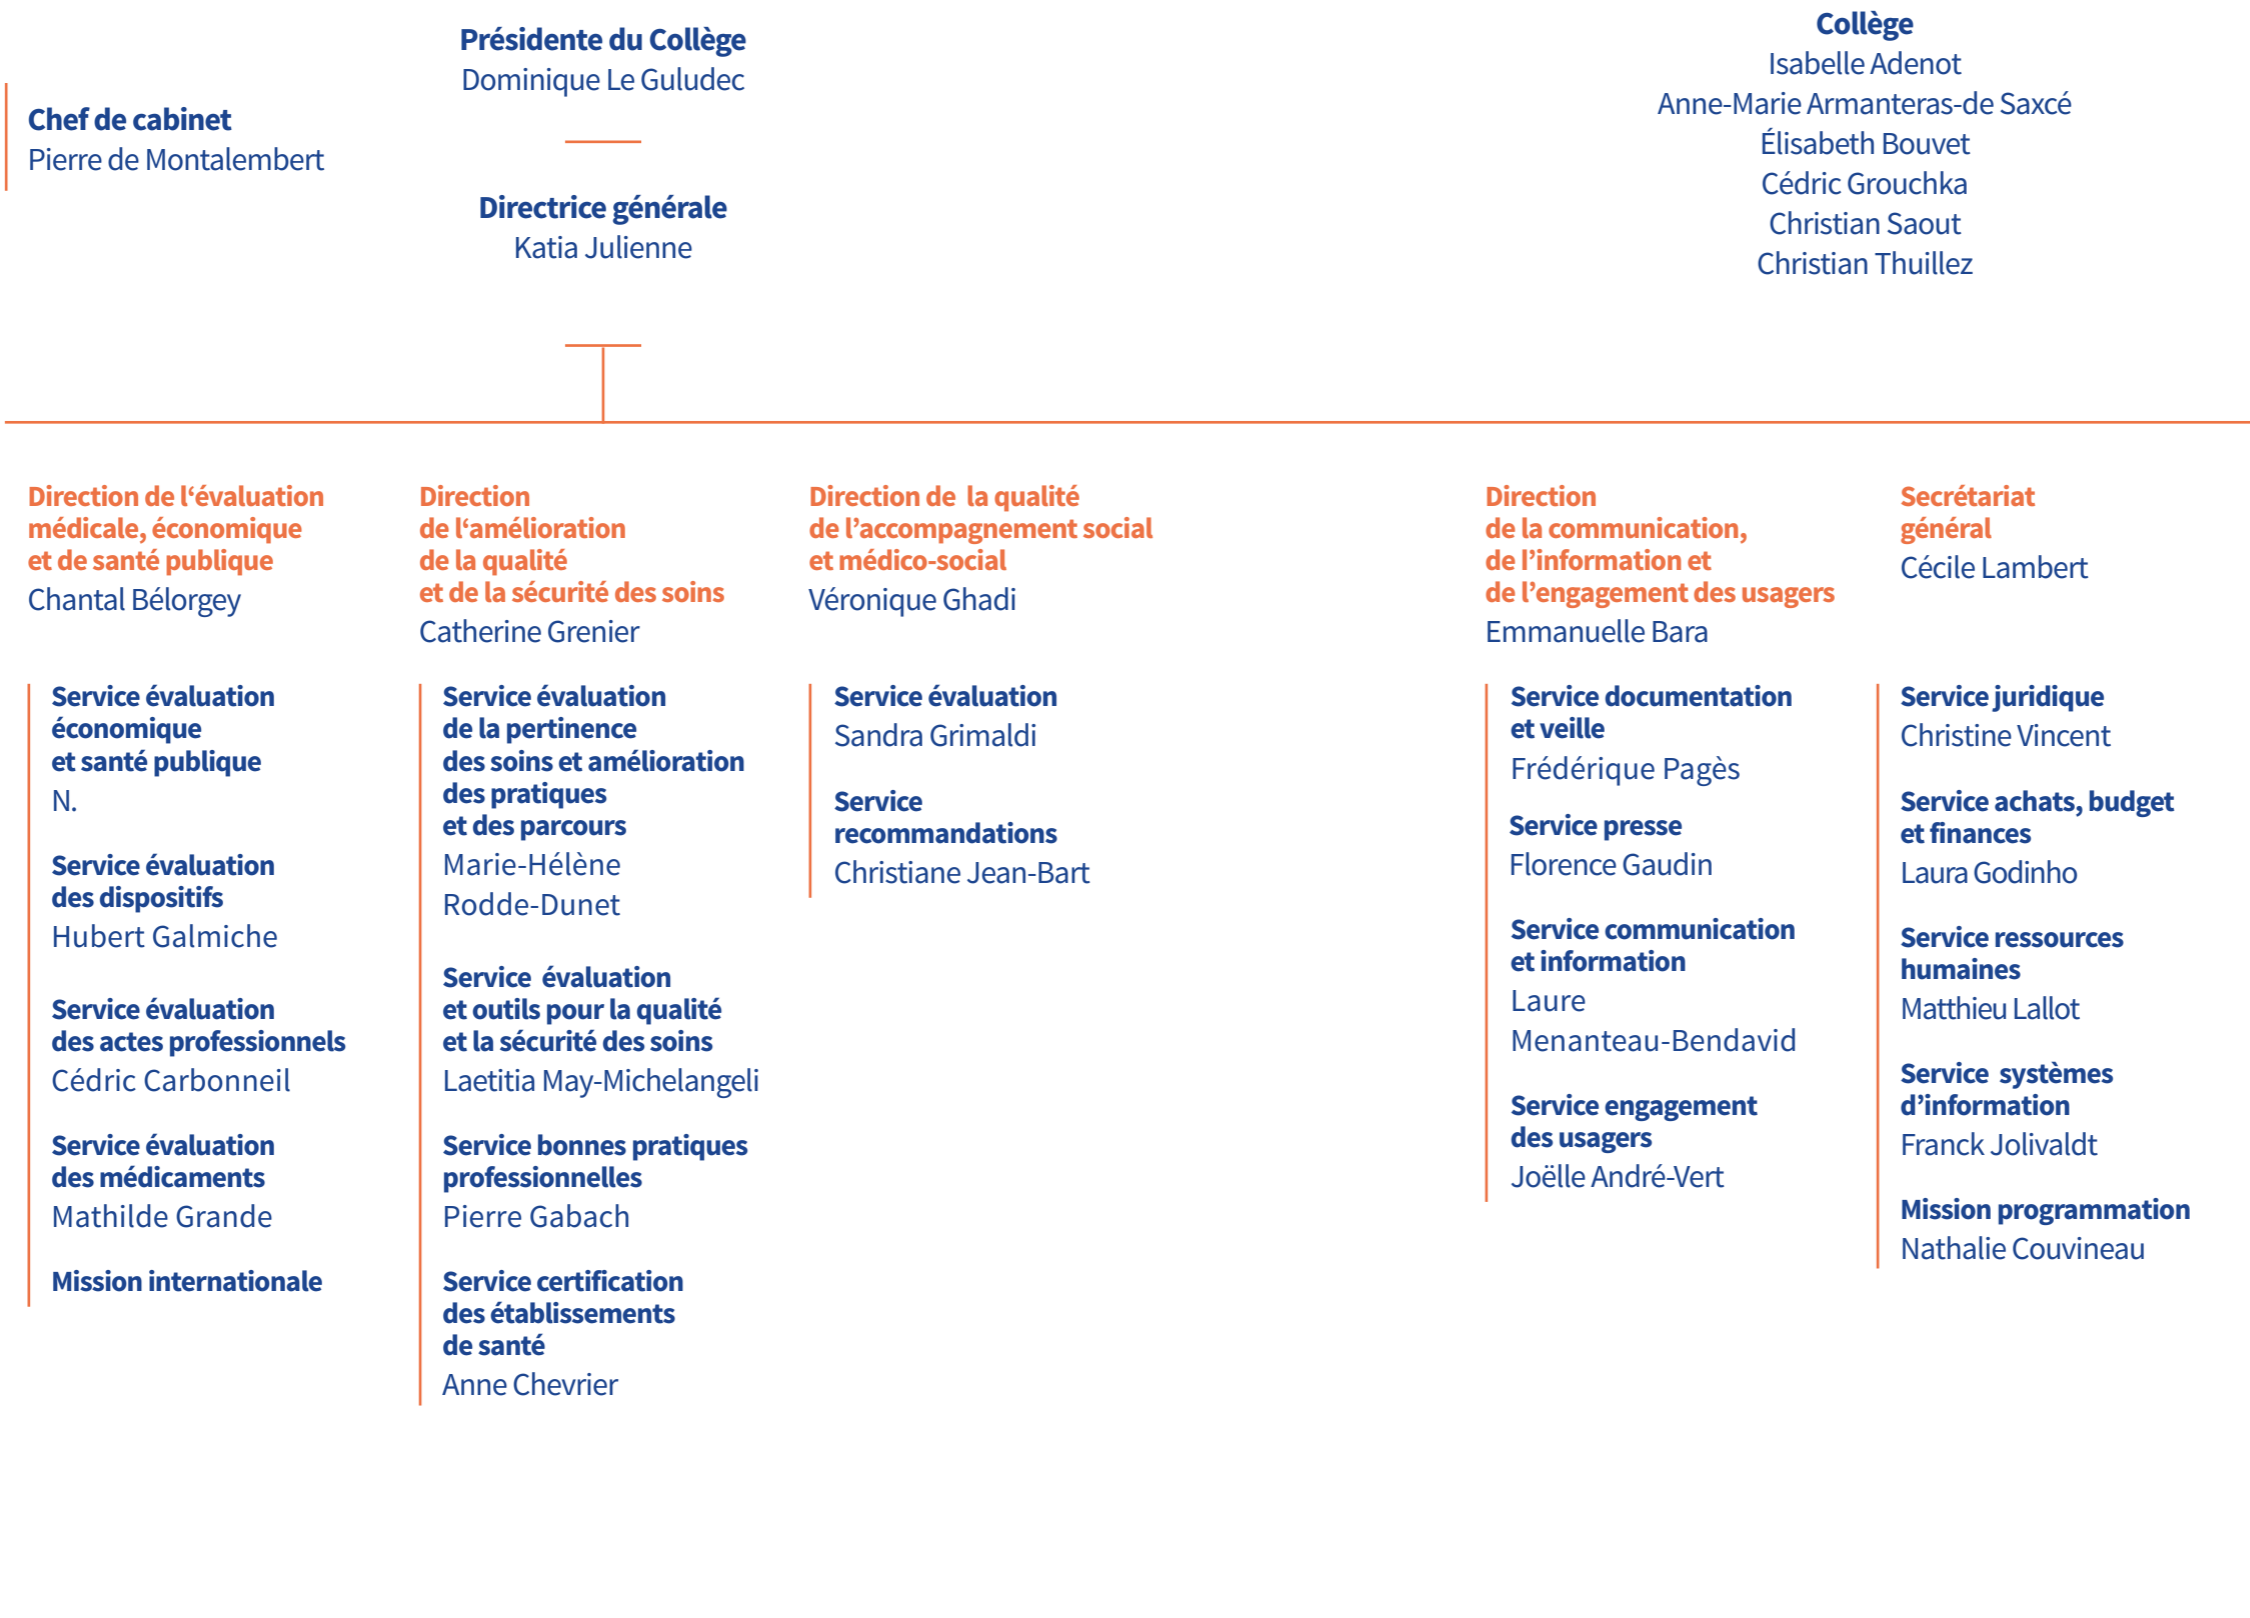 Présidente du Collège
Dominique Le Guludec
Chef de cabinet
Pierre de Montalembert
Directrice générale
Katia Julienne
Collège
Isabelle Adenot
Anne-Marie Armanteras-de Saxcé
Élisabeth Bouvet
Cédric Grouchka
Christian Saout
Christian Thuillez
Direction de l‘évaluation
médicale, économique
et de santé publique
Chantal Bélorgey
Service évaluation
économique
et santé publique
N.
Service évaluation
des dispositifs
Hubert Galmiche
Service évaluation
des actes professionnels
Cédric Carbonneil
Service évaluation
des médicaments
Mathilde Grande
Mission internationale
Direction
de l‘amélioration
de la qualité
et de la sécurité des soins
Catherine Grenier
Service évaluation
de la pertinence
des soins et amélioration
des pratiques
et des parcours
Marie-Hélène
Rodde-Dunet
Service évaluation
et outils pour la qualité
et la sécurité des soins
Laetitia May-Michelangeli
Service bonnes pratiques
professionnelles
Pierre Gabach
Service certification
des établissements
de santé
Anne Chevrier
Direction de la qualité
de l’accompagnement social
et médico-social
Véronique Ghadi
Service évaluation
Sandra Grimaldi
Service
recommandations
Christiane Jean-Bart
Direction
de la communication,
de l’information et
de l’engagement des usagers
Emmanuelle Bara
Service documentation
et veille
Frédérique Pagès
Service presse
Florence Gaudin
Service communication
et information
Laure
Menanteau-Bendavid
Service engagement
des usagers
Joëlle André-Vert
Secrétariat
général
Cécile Lambert
Service juridique
Christine Vincent
Service achats, budget
et finances
Laura Godinho
Service ressources
humaines
Matthieu Lallot
Service systèmes
d’information
Franck Jolivaldt
Mission programmation
Nathalie Couvineau